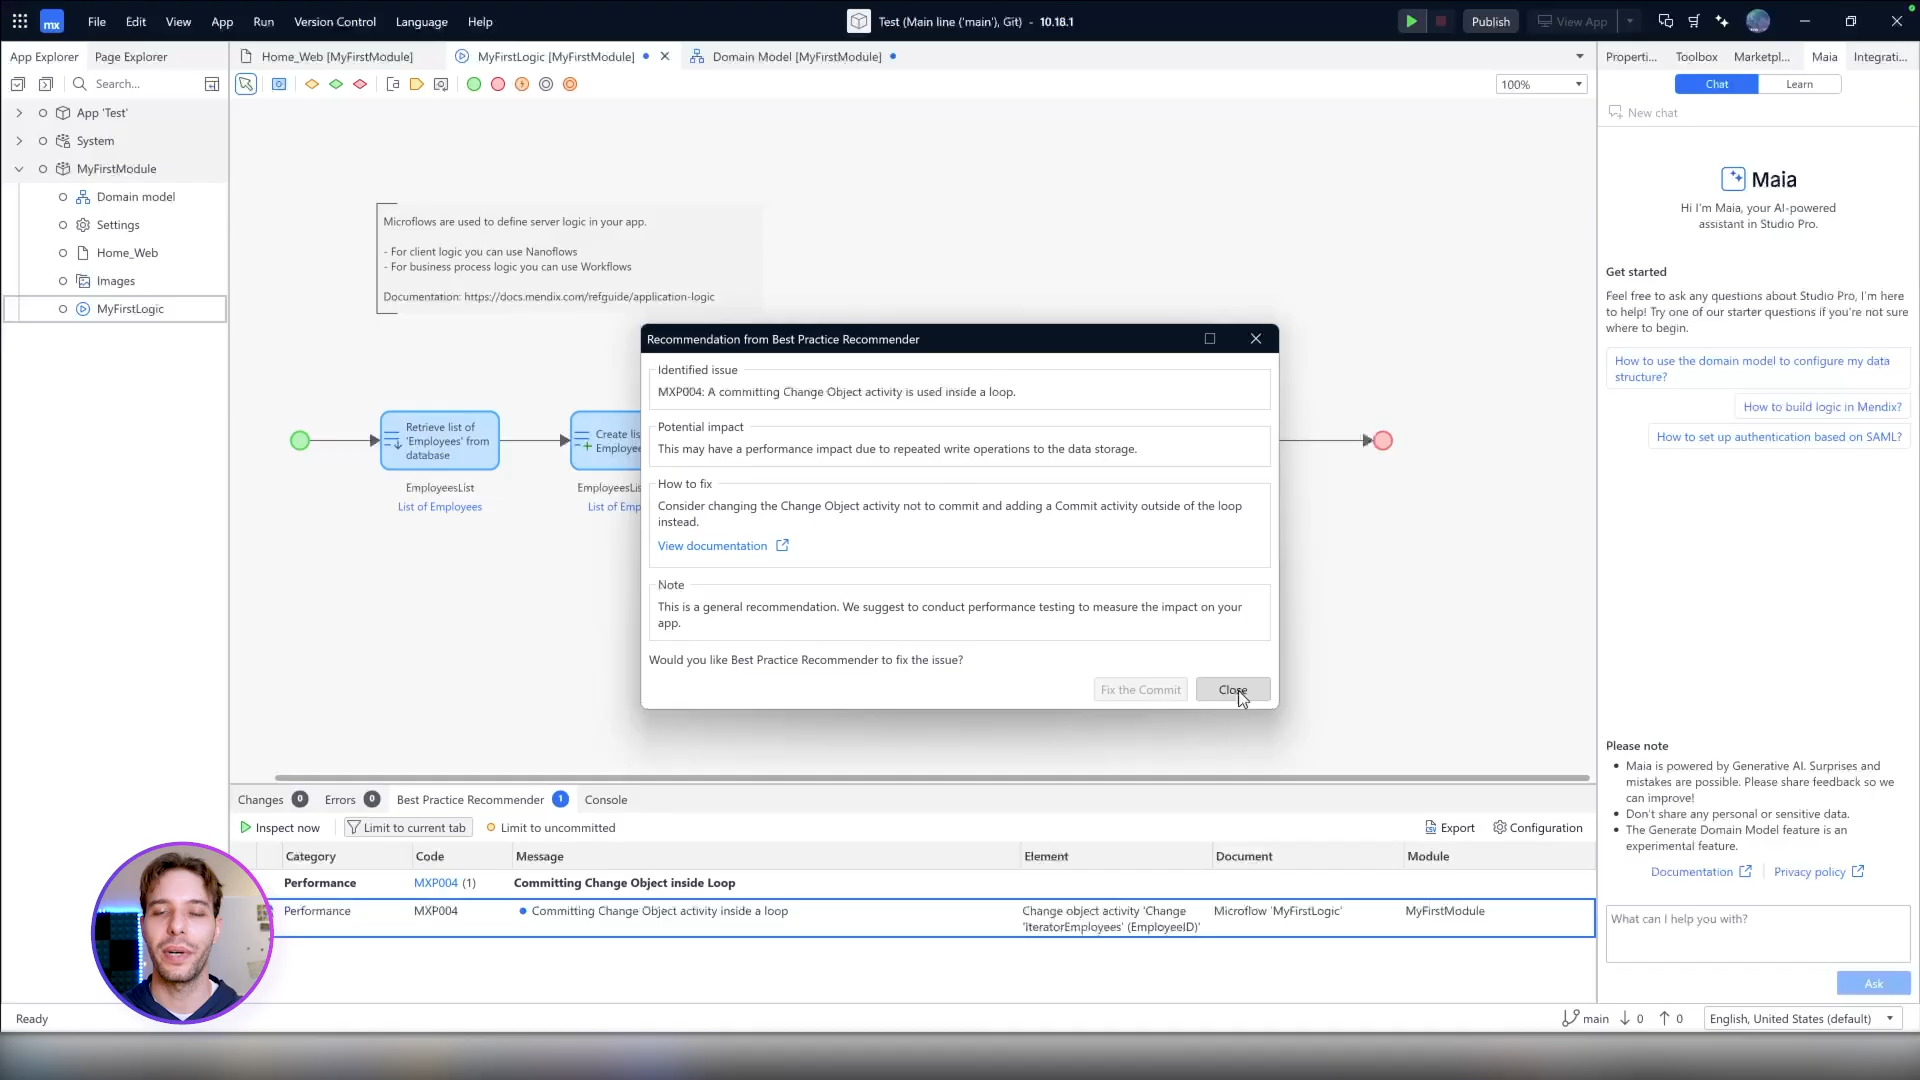 mx
File Edit View App Run Version Control Language Help
Test (Main line ('main'), Git) - 10.18.1
Publish
View App
App Explorer Page Explorer
Search...
App 'Test'
System
MyFirstModule
Domain model
Settings
Home_Web
Images
MyFirstLogic
Home_Web [MyFirstModule]
MyFirstLogic [MyFirstModule]
Domain Model [MyFirstModule]
100%
Microflows are used to define server logic in your app.
- For client logic you can use Nanoflows
- For business process logic you can use Workflows
Documentation: https://docs.mendix.com/refguide/application-logic
Retrieve list of
'Employees' from
database
EmployeesList
List of Employees
Create lis
Employee
EmployeesLis
List of Emp
Recommendation from Best Practice Recommender
Identified issue
MXP004: A committing Change Object activity is used inside a loop.
Potential impact
This may have a performance impact due to repeated write operations to the data storage.
How to fix
Consider changing the Change Object activity not to commit and adding a Commit activity outside of the loop
instead.
View documentation
Note
This is a general recommendation. We suggest to conduct performance testing to measure the impact on your
app.
Would you like Best Practice Recommender to fix the issue?
Fix the Commit
Close
Changes 0 Errors 0 Best Practice Recommender 1 Console
Inspect now Limit to current tab Limit to uncommitted
Export Configuration
Category Code Message Element Document Module
Performance MXP004 (1) Committing Change Object inside Loop
Performance MXP004 Committing Change Object activity inside a loop Change object activity 'Change Microflow 'MyFirstLogic' MyFirstModule
'IteratorEmployees' (EmployeeID)'
Properti... Toolbox Marketpl... Maia Integrati...
Chat Learn
New chat
Maia
Hi I'm Maia, your AI-powered
assistant in Studio Pro.
Get started
Feel free to ask any questions about Studio Pro, I'm here
to help! Try one of our starter questions if you're not sure
where to begin.
How to use the domain model to configure my data
structure?
How to build logic in Mendix?
How to set up authentication based on SAML?
Please note
Maia is powered by Generative AI. Surprises and
mistakes are possible. Please share feedback so we
can improve!
Don't share any personal or sensitive data.
The Generate Domain Model feature is an
experimental feature.
Documentation Privacy policy
What can I help you with?
Ask
Ready
main 0 0 English, United States (default)